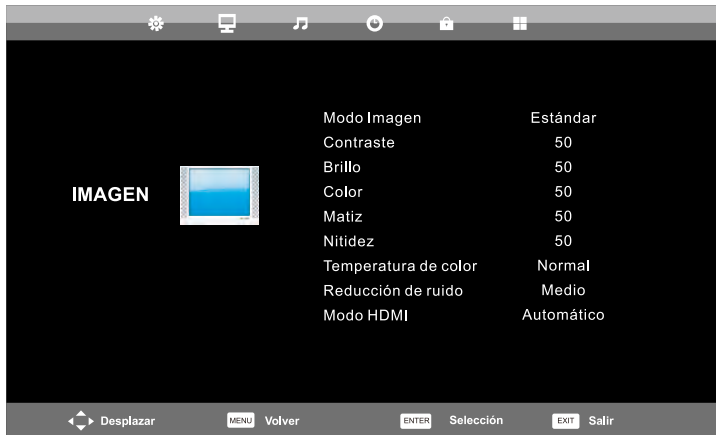 Modo Imagen Estándar
Contraste 50
Brillo 50
IMAGEN
Color 50
Matiz 50
Nitidez 50
Temperatura de color Normal
Reducción de ruido Medio
Modo HDMI Automático
Desplazar MENU Volver ENTER Selección EXIT Salir